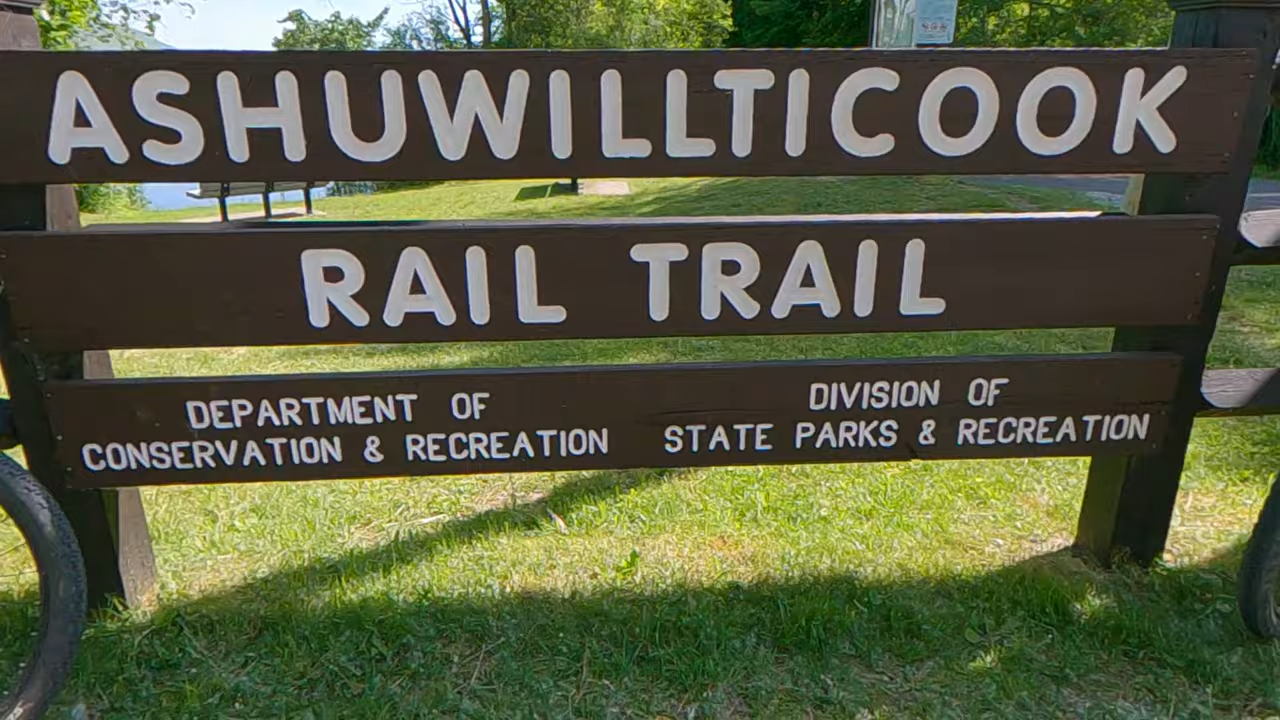 ASHUWILLTICOOK
RAIL TRAIL
DEPARTMENT OF
CONSERVATION & RECREATION
DIVISION OF
STATE PARKS & RECREATION